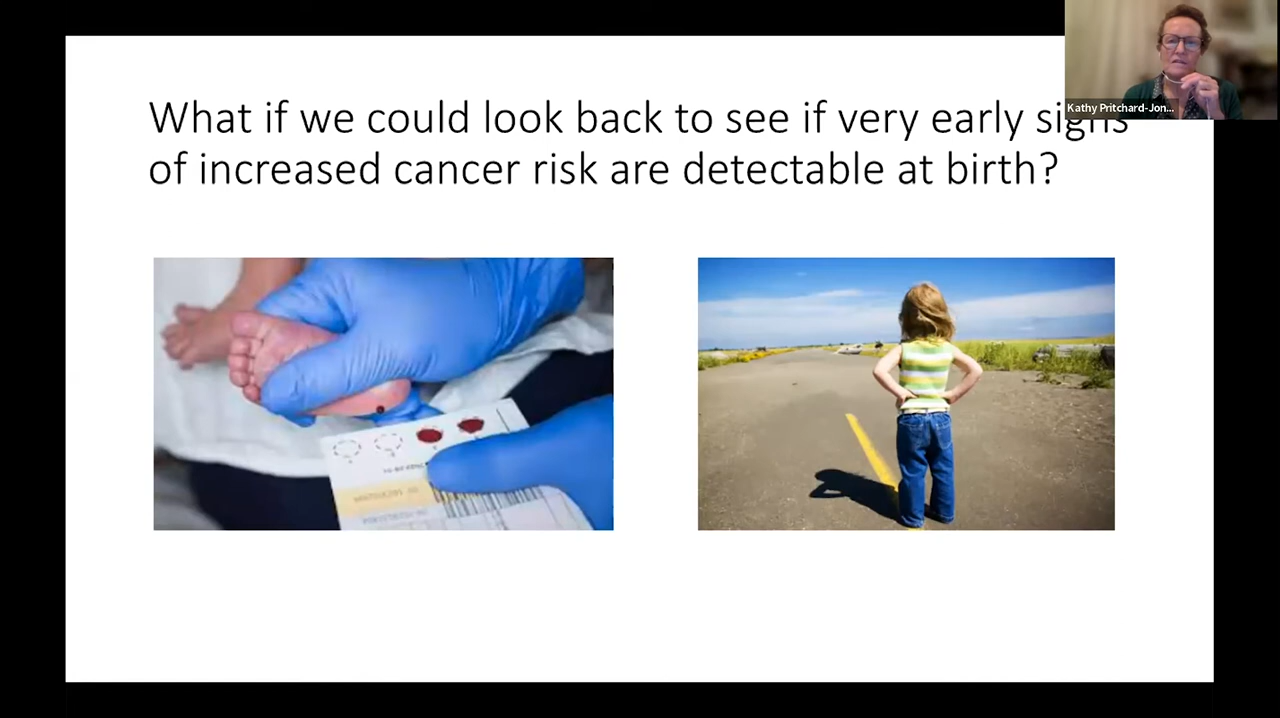 What if we could look back to see if very early signs
of increased cancer risk are detectable at birth?
Kathy Pritchard-Jon...